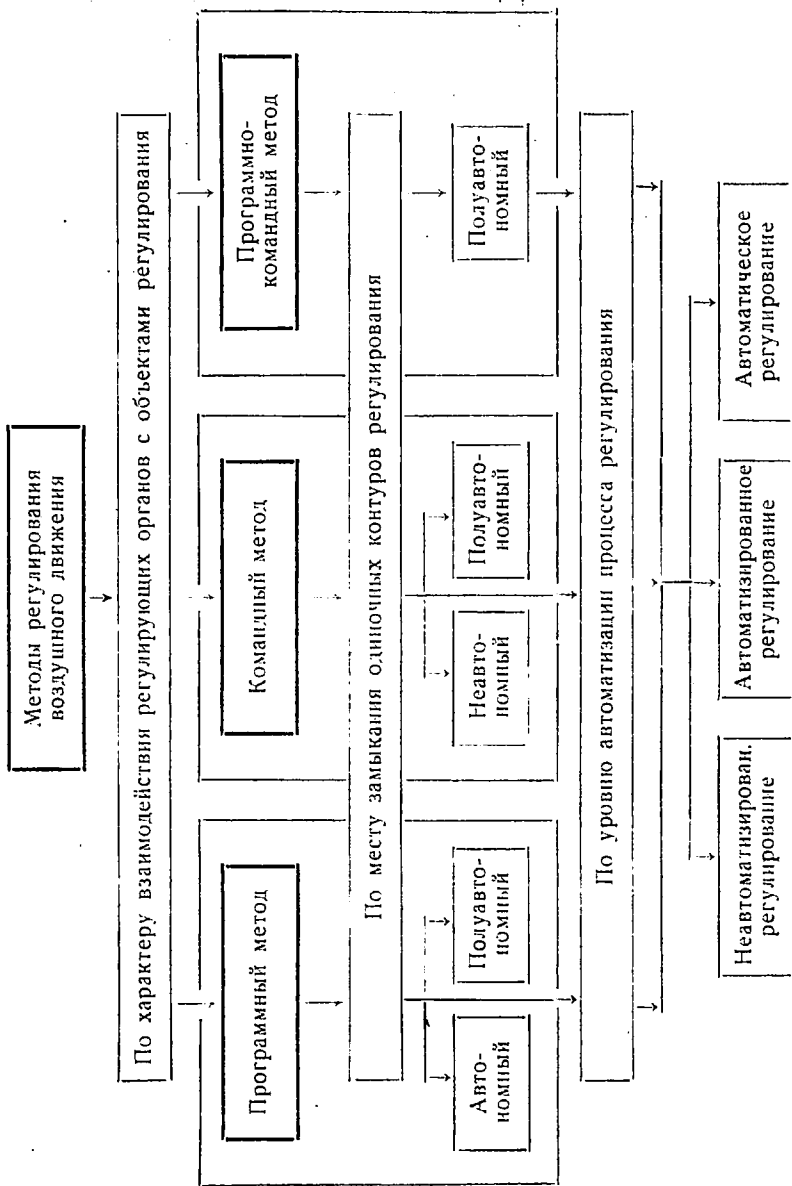 Методы регулирования
воздушного движения
По характеру взаимодействия регулирующих органов с объектами регулирования
Программный метод
Командный метод
Программно-
командный метод
По месту замыкания одиночных контуров регулирования
Авто-
номный
Полуавто-
номный
Неавто-
номный
Полуавто-
номный
Полуавто-
номный
По уровню автоматизации процесса регулирования
Неавтоматизирован.
регулирование
Автоматизированное
регулирование
Автоматическое
регулирование